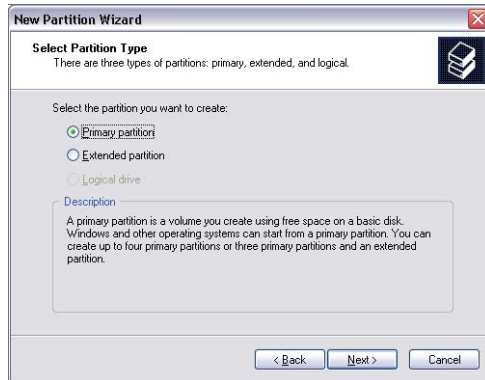 New Partition Wizard
Select Partition Type
There are three types of partitions: primary, extended, and logical.
Select the partition you want to create:
Primary partition
Extended partition
Logical drive
Description
A primary partition is a volume you create using free space on a basic disk.
Windows and other operating systems can start from a primary partition. You can
create up to four primary partitions or three primary partitions and an extended
partition.
< Back
Next >
Cancel